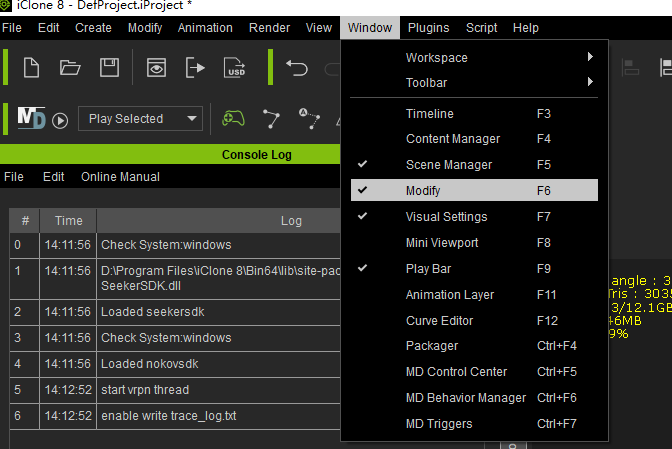 iClone 8 - DefProject.iProject *
File Edit Create Modify Animation Render View Window Plugins Script Help
USD
MD Play Selected
A
Console Log
File Edit Online Manual
# Time Log
0 14:11:56 Check System:windows
1 14:11:56 D:\Program Files\iClone 8\Bin64\lib\site-pac
SeekerSDK.dll
2 14:11:56 Loaded seekersdk
3 14:11:56 Check System:windows
4 14:11:56 Loaded nokovsdk
5 14:12:52 start vrpn thread
6 14:12:52 enable write trace_log.txt
Workspace
Toolbar
Timeline F3
Content Manager F4
Scene Manager F5
Modify F6
Visual Settings F7
Mini Viewport F8
Play Bar F9
Animation Layer F11
Curve Editor F12
Packager Ctrl+F4
MD Control Center Ctrl+F5
MD Behavior Manager Ctrl+F6
MD Triggers Ctrl+F7
angle : 3
Tris : 3035
3/12.1GB
46MB
9%